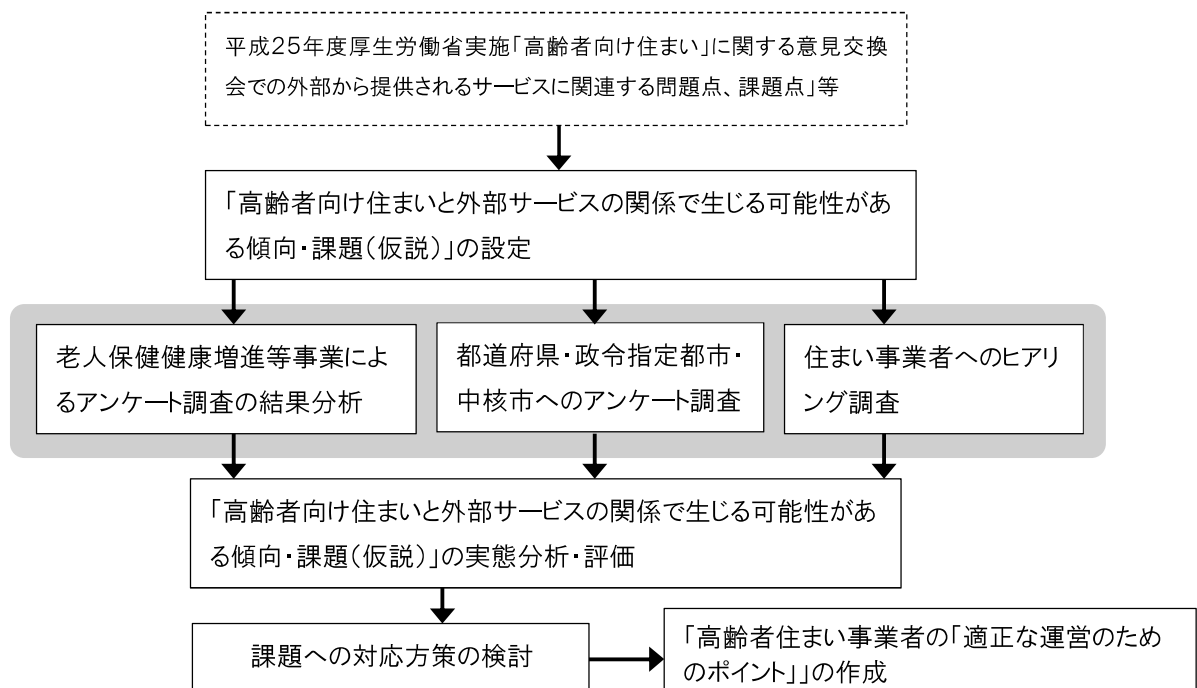 平成25年度厚生労働省実施「高齢者向け住まい」に関する意見交換
会での外部から提供されるサービスに関連する問題点、課題点」等
「高齢者向け住まいと外部サービスの関係で生じる可能性があ
る傾向・課題(仮説)」の設定
老人保健健康増進等事業によ
るアンケート調査の結果分析
都道府県・政令指定都市・
中核市へのアンケート調査
住まい事業者へのヒアリ
ング調査
「高齢者向け住まいと外部サービスの関係で生じる可能性があ
る傾向・課題(仮説)」の実態分析・評価
課題への対応方策の検討
「高齢者住まい事業者の「適正な運営のため
のポイント」」の作成